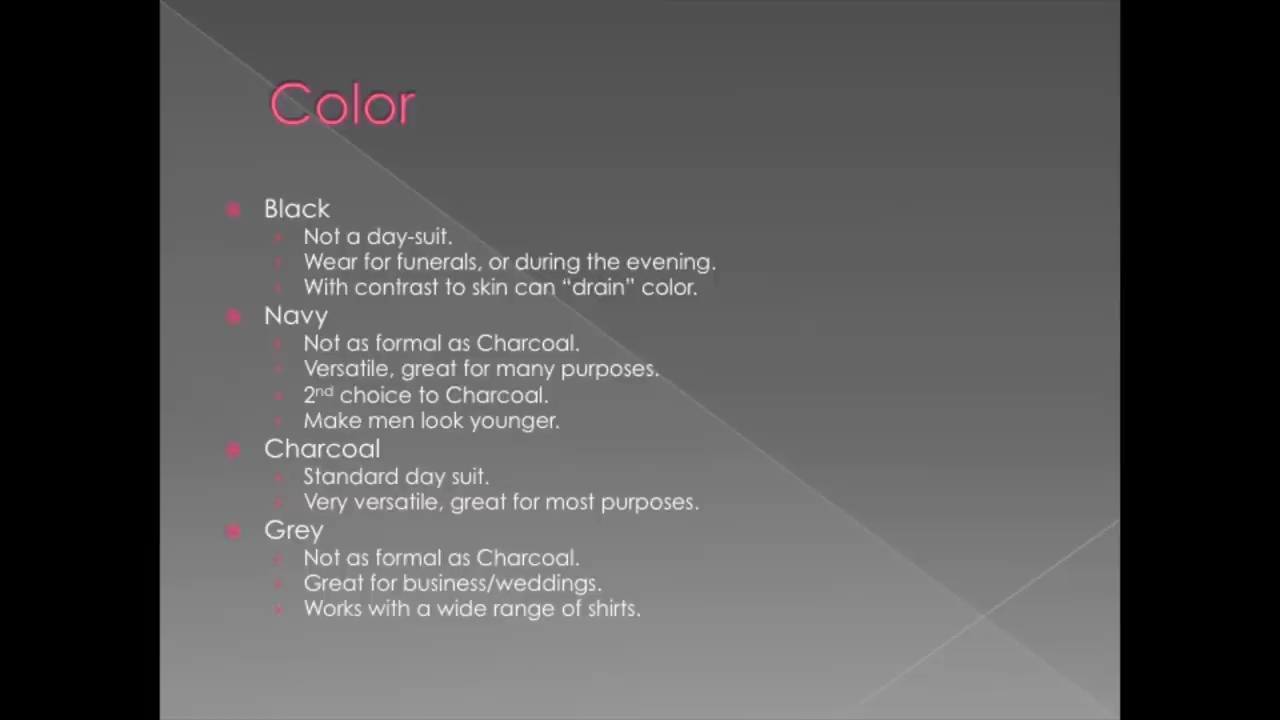 Color
Black
Not a day-suit.
Wear for funerals, or during the evening.
With contrast to skin can “drain” color.
Navy
Not as formal as Charcoal.
Versatile, great for many purposes.
2nd choice to Charcoal.
Make men look younger.
Charcoal
Standard day suit.
Very versatile, great for most purposes.
Grey
Not as formal as Charcoal.
Great for business/weddings.
Works with a wide range of shirts.